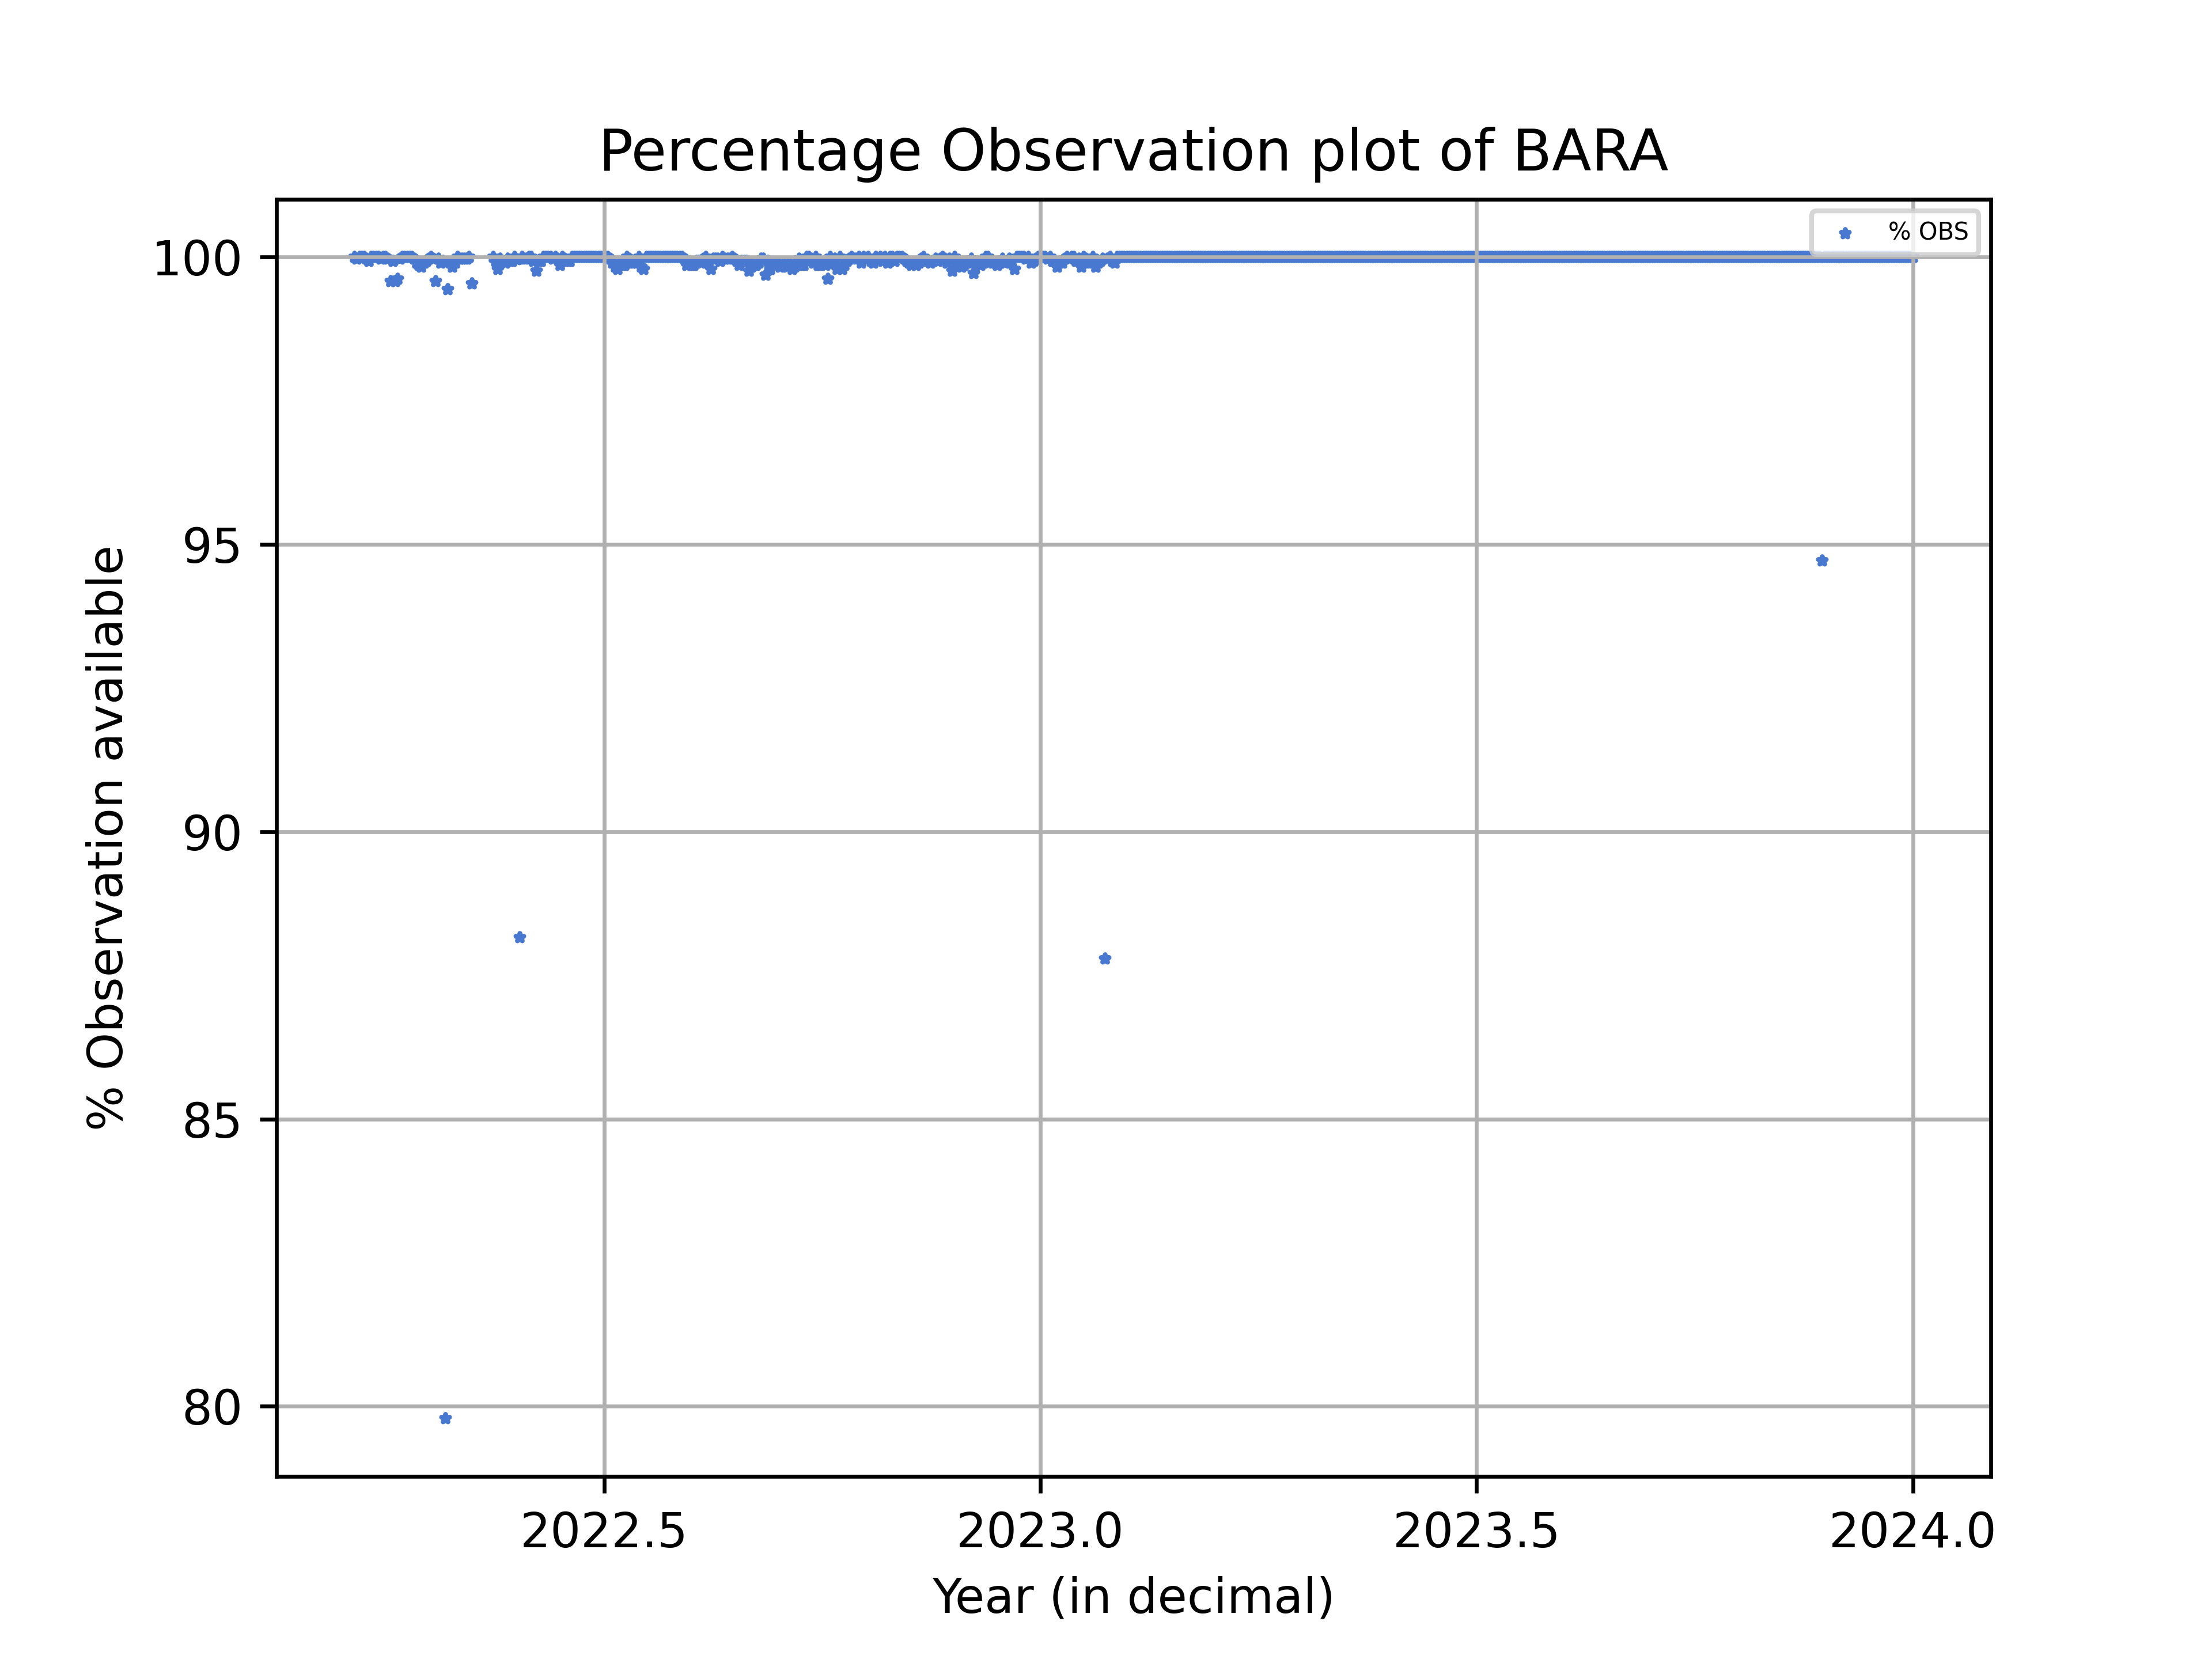 Percentage Observation plot of BARA
% OBS
100
95
90
85
80
% Observation available
2022.5 2023.0 2023.5 2024.0
Year (in decimal)